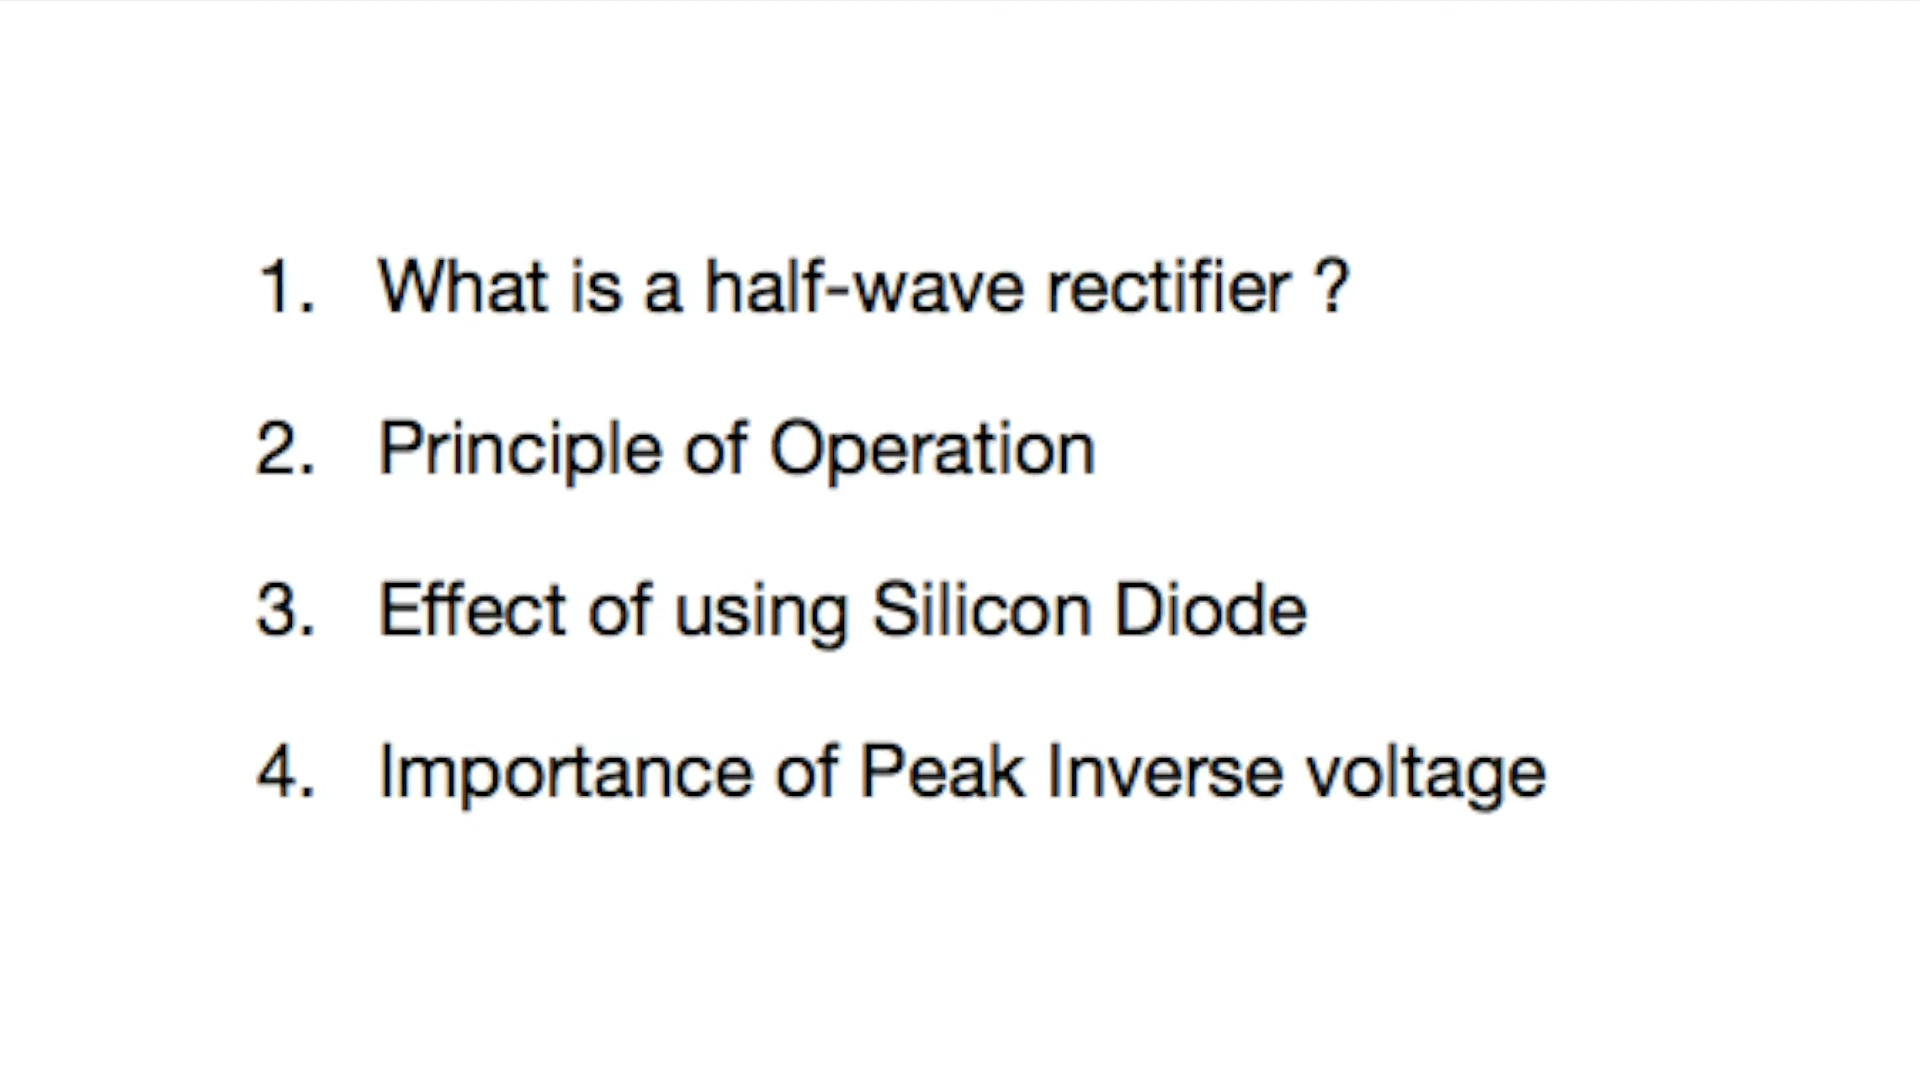 1. What is a half-wave rectifier ?
2. Principle of Operation
3. Effect of using Silicon Diode
4. Importance of Peak Inverse voltage